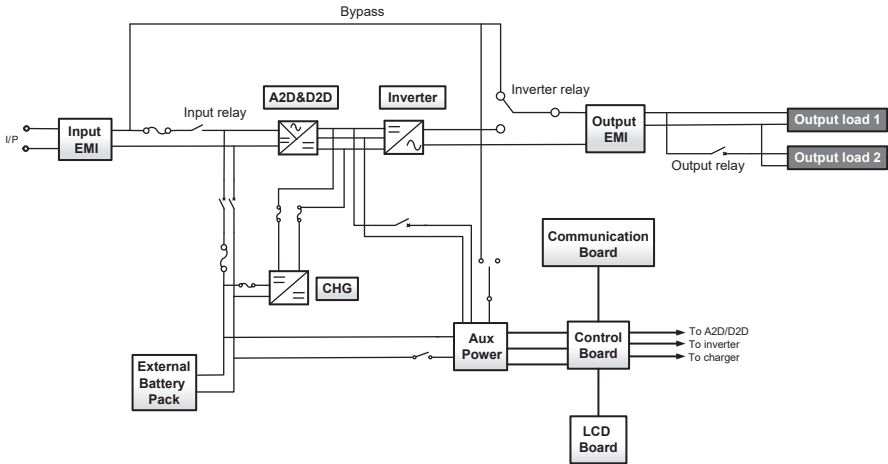 Bypass
Input relay
A2D&D2D
Inverter
Inverter relay
I/P
Input
EMI
Output
EMI
Output load 1
Output load 2
Output relay
Communication
Board
CHG
Aux
Power
Control
Board
To A2D/D2D
To inverter
To charger
External
Battery
Pack
LCD
Board